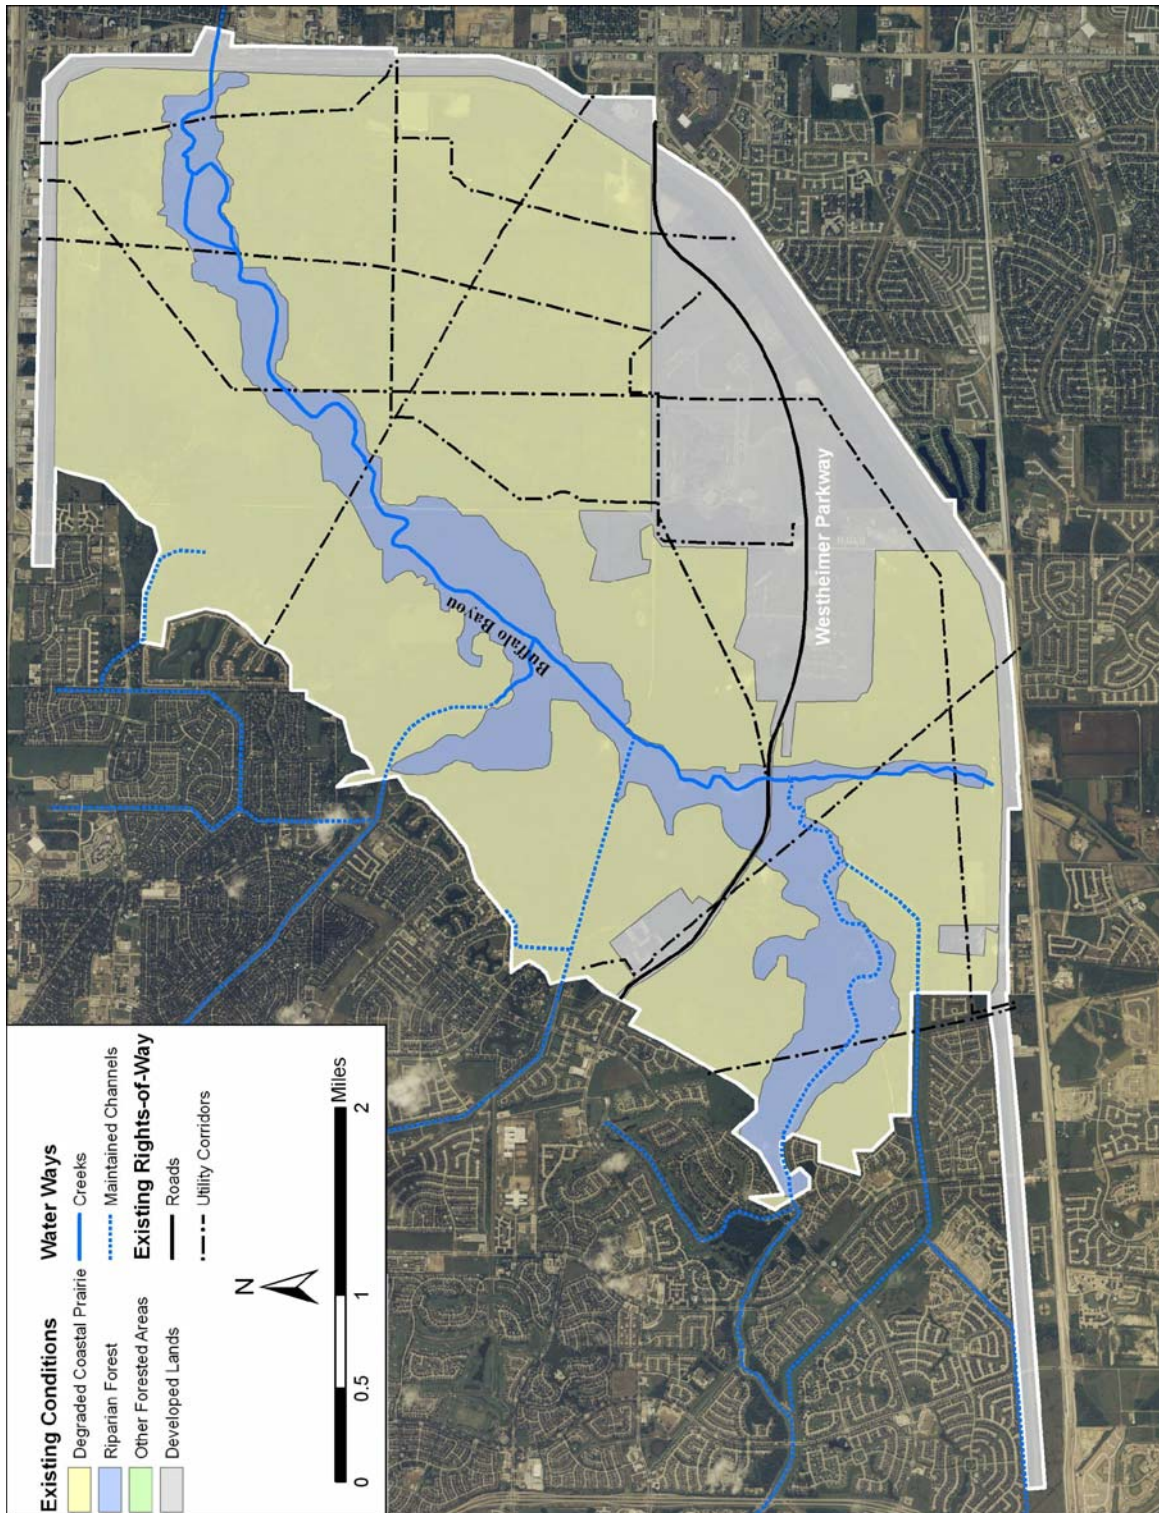 Existing Conditions
Degraded Coastal Prairie
Riparian Forest
Other Forested Areas
Developed Lands
Water Ways
Creeks
Maintained Channels
Existing Rights-of-Way
Roads
Utility Corridors
N
0 0.5 1 2
Miles
Buffalo Bayou
Westheimer Parkway